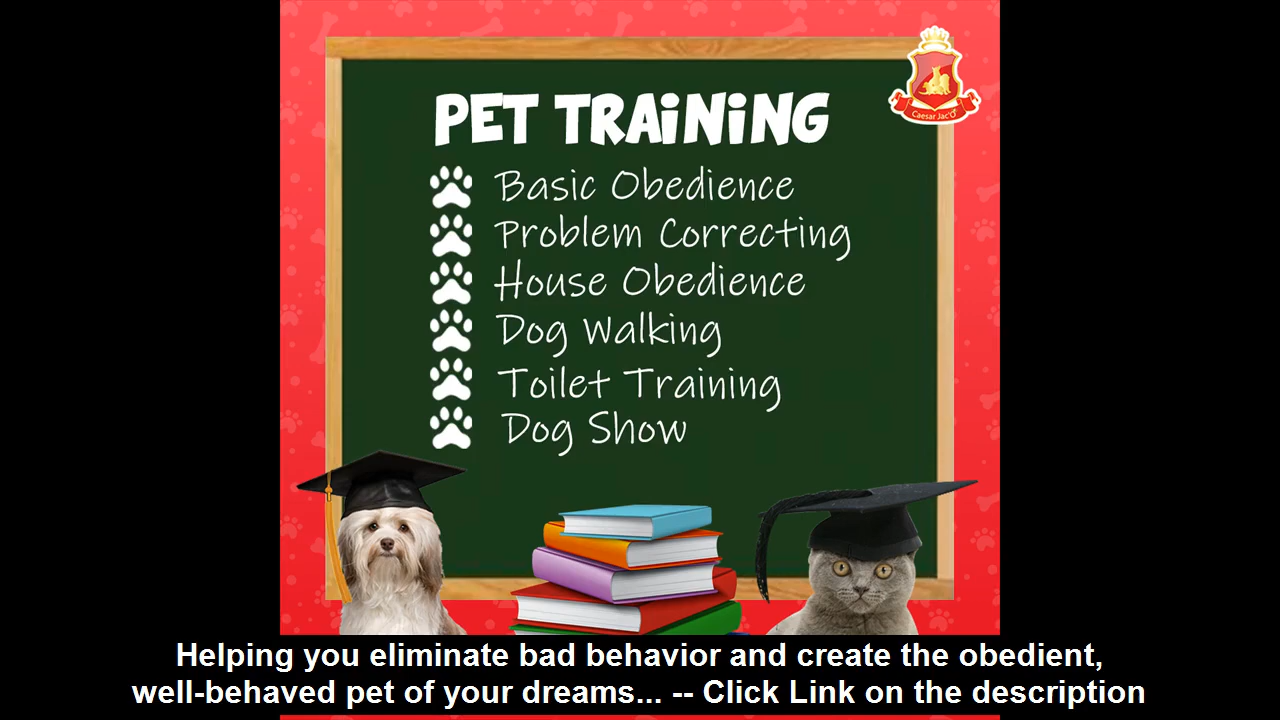 PET TRAINING
Basic Obedience
Problem Correcting
House Obedience
Dog Walking
Toilet Training
Dog Show
Caesar Jac'O
Helping you eliminate bad behavior and create the obedient,
well-behaved pet of your dreams... -- Click Link on the description